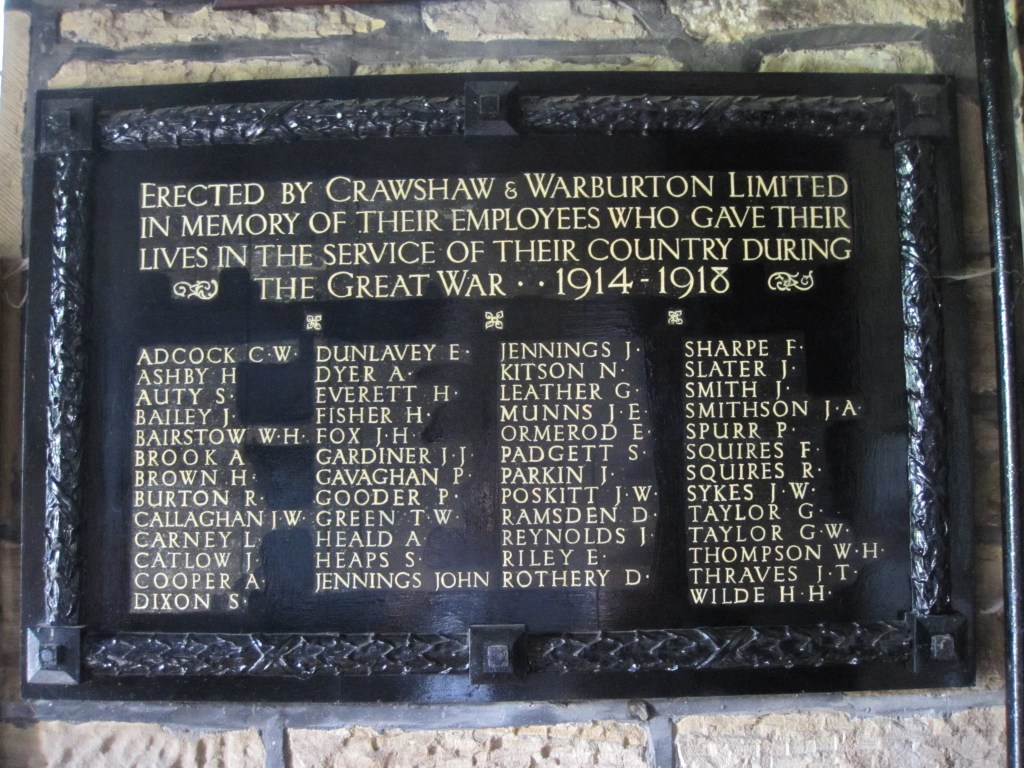 ERECTED BY CRAWSHAW & WARBURTON LIMITED
IN MEMORY OF THEIR EMPLOYEES WHO GAVE THEIR
LIVES IN THE SERVICE OF THEIR COUNTRY DURING
THE GREAT WAR · · 1914-1918
ADCOCK C·W·
ASHBY H
AUTY S·
BAILEY J·
BAIRSTOW W·H·
BROOK A
BROWN H·
BURTON R·
CALLAGHAN J·W·
CARNEY L·
CATLOW J·
COOPER A·
DIXON S·
DUNLAVEY E·
DYER A·
EVERETT H·
FISHER H·
FOX J·H·
GARDINER J·J
GAVAGHAN P·
GOODER P·
GREEN T·W·
HEALD A·
HEAPS S·
JENNINGS JOHN
JENNINGS J·
KITSON N·
LEATHER G·
MUNNS J·E·
ORMEROD E·
PADGETT S·
PARKIN J·
POSKITT J·W·
RAMSDEN D·
REYNOLDS J·
RILEY E·
ROTHERY D·
SHARPE F·
SLATER J·
SMITH J·
SMITHSON J·A·
SPURR P·
SQUIRES F·
SQUIRES R·
SYKES J·W·
TAYLOR G·
TAYLOR G·W·
THOMPSON W·H·
THRAVES J·T·
WILDE H·H·